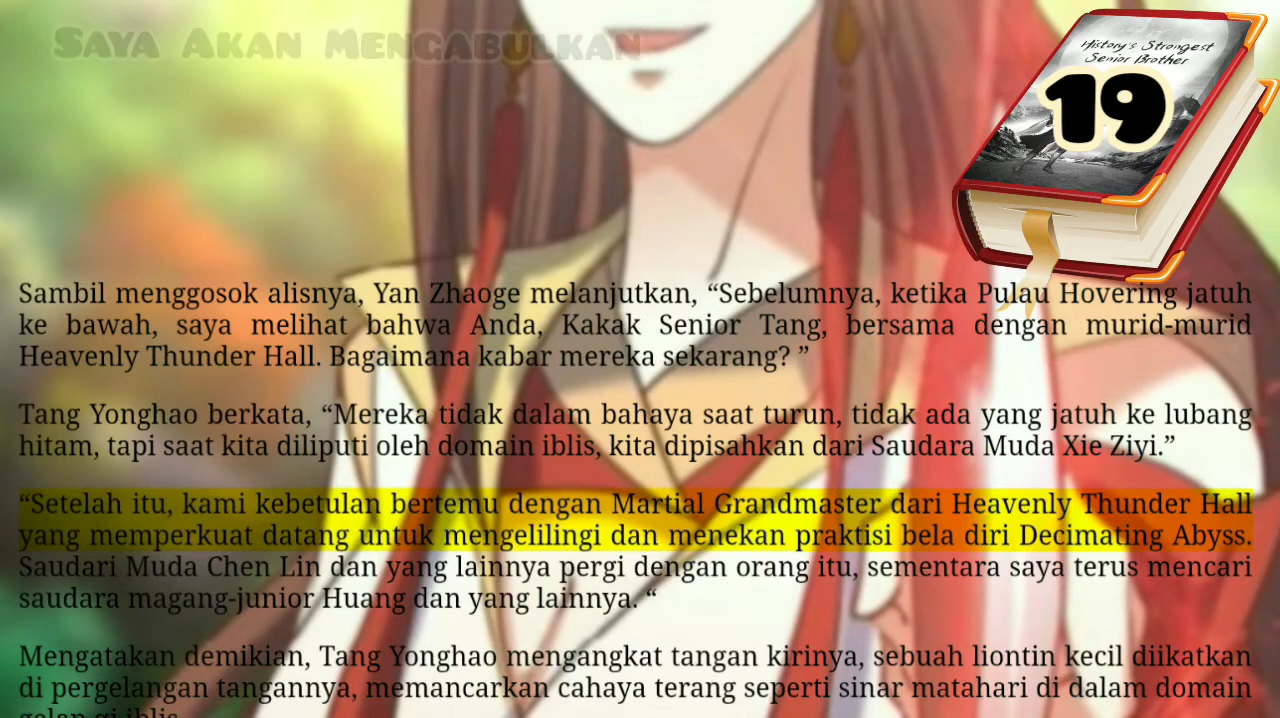 Saya Akan Mengabulkan
History's Strongest
Senior Brother
19
Sambil menggosok alisnya, Yan Zhaoge melanjutkan, “Sebelumnya, ketika Pulau Hovering jatuh
ke bawah, saya melihat bahwa Anda, Kakak Senior Tang, bersama dengan murid-murid
Heavenly Thunder Hall. Bagaimana kabar mereka sekarang? ”
Tang Yonghao berkata, “Mereka tidak dalam bahaya saat turun, tidak ada yang jatuh ke lubang
hitam, tapi saat kita diliputi oleh domain iblis, kita dipisahkan dari Saudara Muda Xie Ziyi.”
“Setelah itu, kami kebetulan bertemu dengan Martial Grandmaster dari Heavenly Thunder Hall
yang memperkuat datang untuk mengelilingi dan menekan praktisi bela diri Decimating Abyss.
Saudari Muda Chen Lin dan yang lainnya pergi dengan orang itu, sementara saya terus mencari
saudara magang-junior Huang dan yang lainnya. “
Mengatakan demikian, Tang Yonghao mengangkat tangan kirinya, sebuah liontin kecil diikatkan
di pergelangan tangannya, memancarkan cahaya terang seperti sinar matahari di dalam domain
gelap qi iblis.